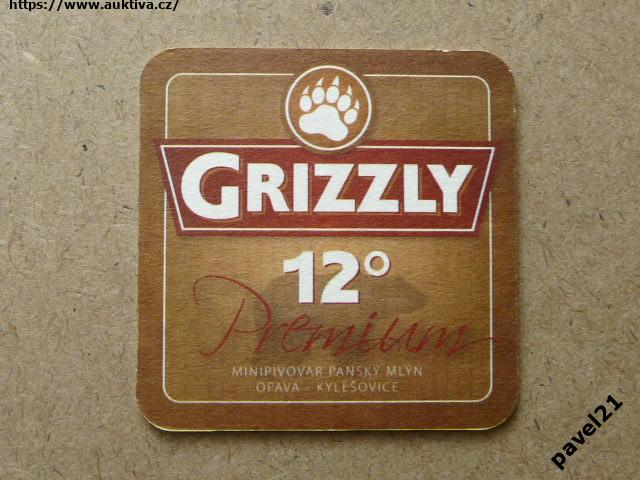 https://www.auktiva.cz/
GRIZZLY
12°
Premium
MINIPIVOVAR PANSKÝ MLÝN
OPAVA - KYLEŠOVICE
pavel21